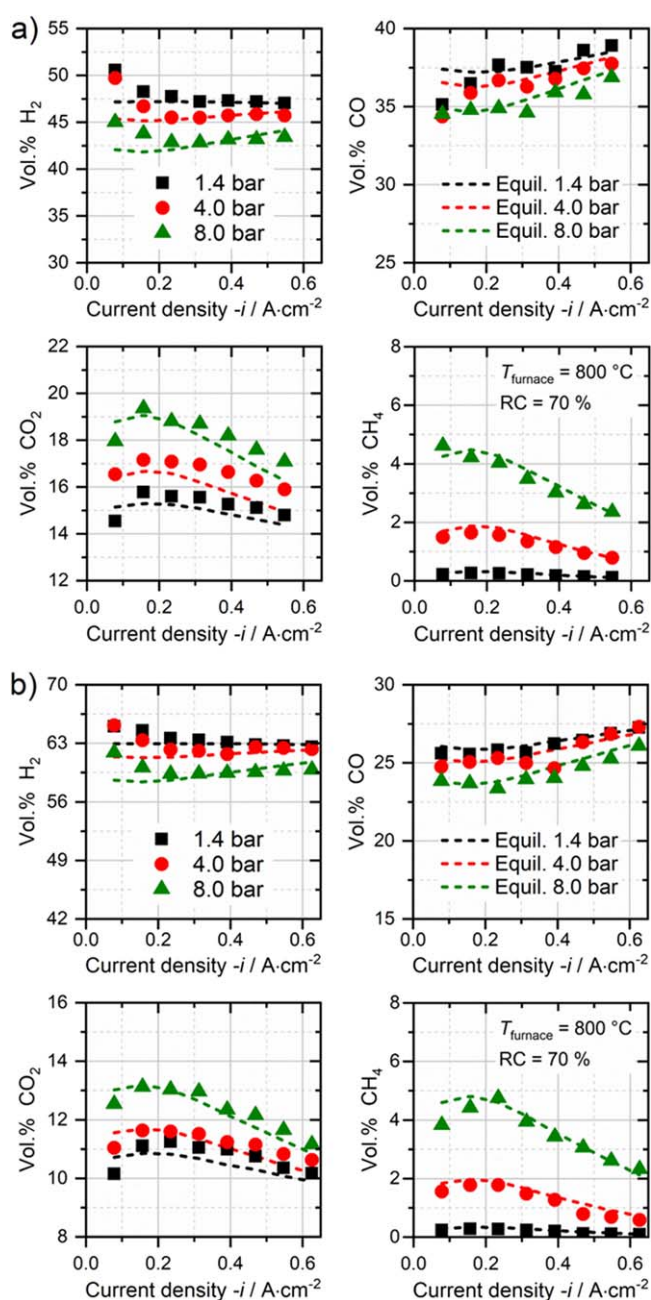 a)
55
50
45
40
35
30
Vol.% H₂
1.4 bar
4.0 bar
8.0 bar
0.0 0.2 0.4 0.6
Current density -i / A·cm⁻²
40
35
30
25
Vol.% CO
Equil. 1.4 bar
Equil. 4.0 bar
Equil. 8.0 bar
0.0 0.2 0.4 0.6
Current density -i / A·cm⁻²
22
20
18
16
14
12
Vol.% CO₂
0.0 0.2 0.4 0.6
Current density -i / A·cm⁻²
8
6
4
2
0
Vol.% CH₄
T furnace = 800 °C
RC = 70 %
0.0 0.2 0.4 0.6
Current density -i / A·cm⁻²
b)
70
63
56
49
42
Vol.% H₂
1.4 bar
4.0 bar
8.0 bar
0.0 0.2 0.4 0.6
Current density -i / A·cm⁻²
30
25
20
15
Vol.% CO
Equil. 1.4 bar
Equil. 4.0 bar
Equil. 8.0 bar
0.0 0.2 0.4 0.6
Current density -i / A·cm⁻²
16
14
12
10
8
Vol.% CO₂
0.0 0.2 0.4 0.6
Current density -i / A·cm⁻²
8
6
4
2
0
Vol.% CH₄
T furnace = 800 °C
RC = 70 %
0.0 0.2 0.4 0.6
Current density -i / A·cm⁻²